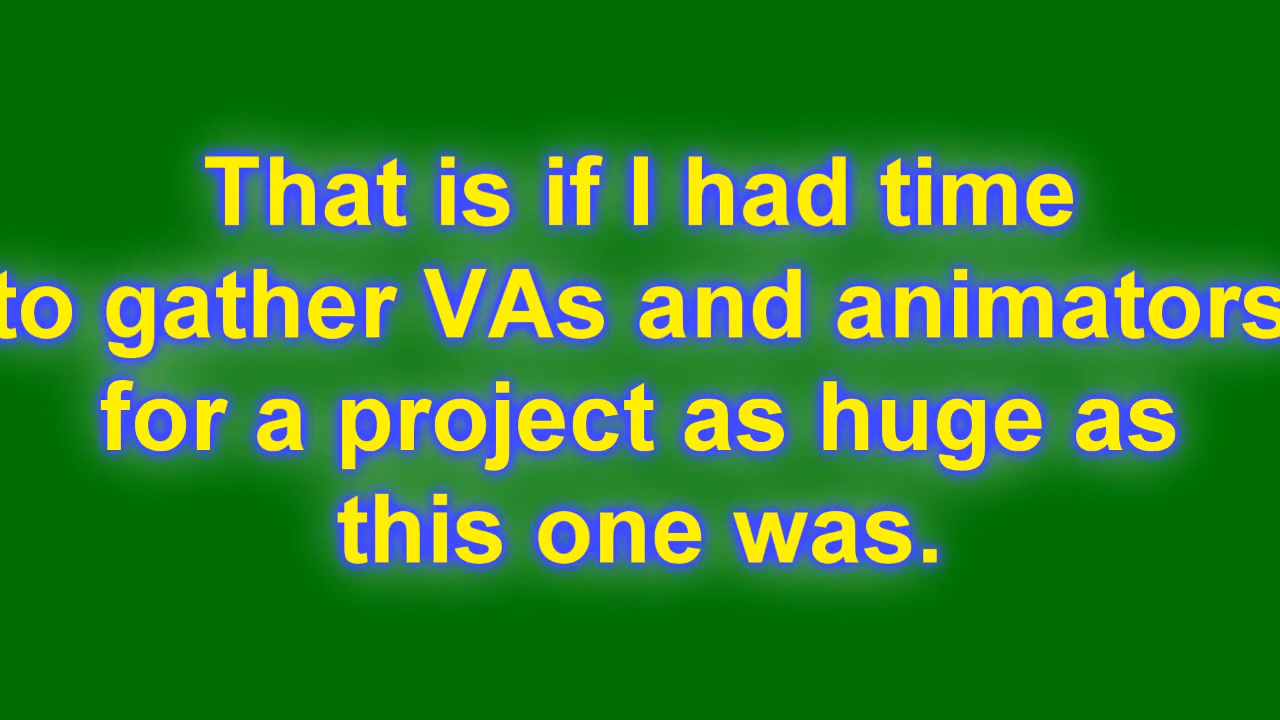 That is if I had time
to gather VAs and animators
for a project as huge as
this one was.